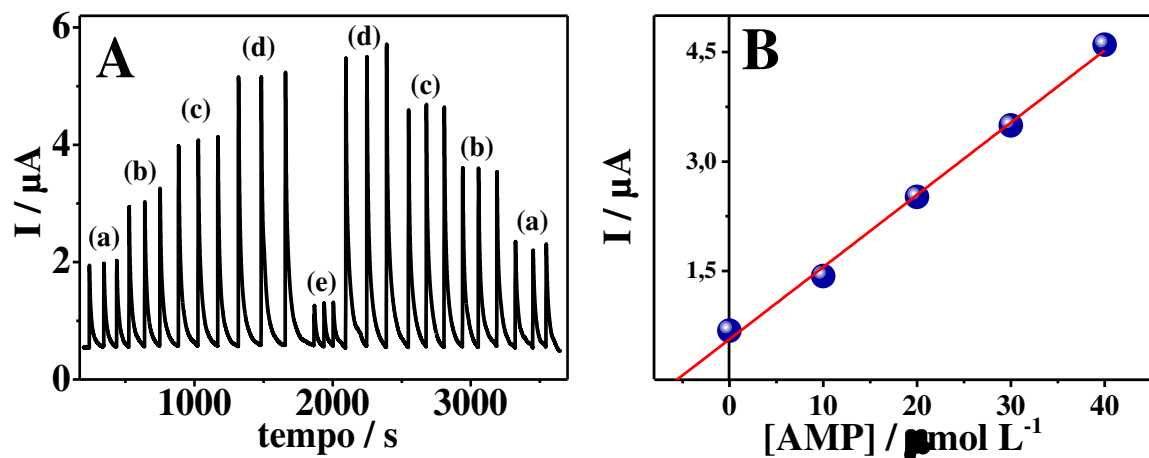 A
I / µA
6
4
2
0
(a)
(b)
(c)
(d)
(e)
(d)
(c)
(b)
(a)
1000
2000
3000
tempo / s
B
I / µA
4,5
3,0
1,5
0
10
20
30
40
[AMP] / µmol L⁻¹